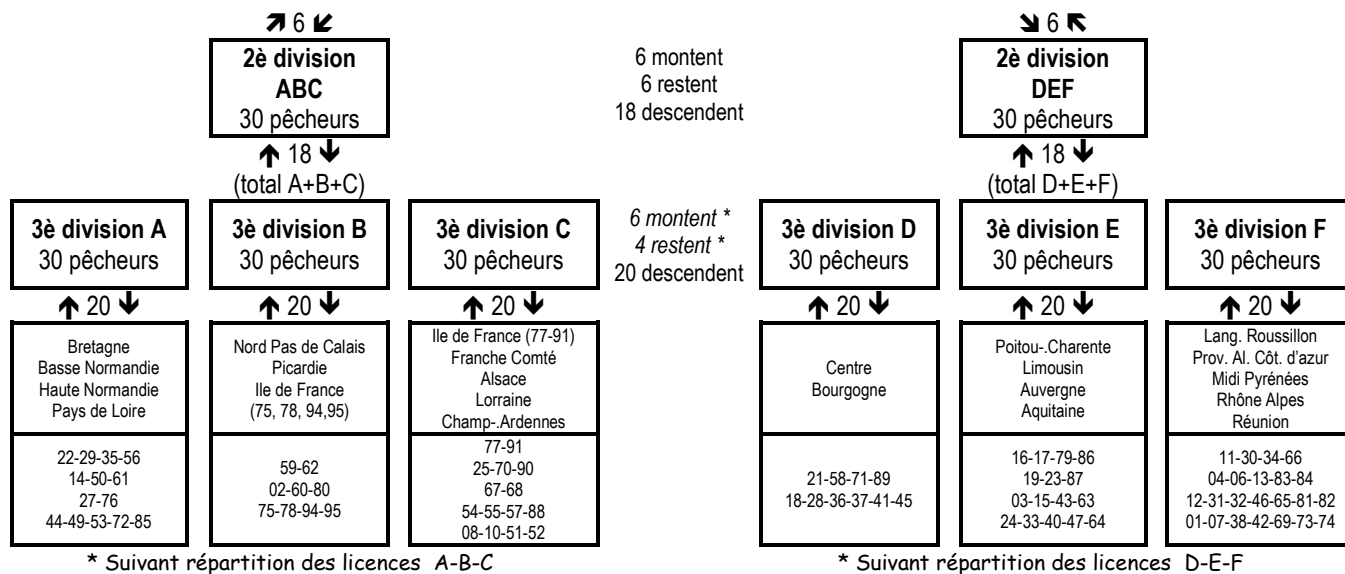 🡵 6 🡷
2è division
ABC
30 pêcheurs
🡹 18 🡻
(total A+B+C)
6 montent
6 restent
18 descendent
🡶 6 🡴
2è division
DEF
30 pêcheurs
🡹 18 🡻
(total D+E+F)
3è division A
30 pêcheurs
3è division B
30 pêcheurs
3è division C
30 pêcheurs
6 montent *
4 restent *
20 descendent
3è division D
30 pêcheurs
3è division E
30 pêcheurs
3è division F
30 pêcheurs
🡹 20 🡻
🡹 20 🡻
🡹 20 🡻
🡹 20 🡻
🡹 20 🡻
🡹 20 🡻
Bretagne
Basse Normandie
Haute Normandie
Pays de Loire
Nord Pas de Calais
Picardie
Ile de France
(75, 78, 94,95)
Ile de France (77-91)
Franche Comté
Alsace
Lorraine
Champ-.Ardennes
Centre
Bourgogne
Poitou-.Charente
Limousin
Auvergne
Aquitaine
Lang. Roussillon
Prov. Al. Côt. d'azur
Midi Pyrénées
Rhône Alpes
Réunion
22-29-35-56
14-50-61
27-76
44-49-53-72-85
59-62
02-60-80
75-78-94-95
77-91
25-70-90
67-68
54-55-57-88
08-10-51-52
21-58-71-89
18-28-36-37-41-45
16-17-79-86
19-23-87
03-15-43-63
24-33-40-47-64
11-30-34-66
04-06-13-83-84
12-31-32-46-65-81-82
01-07-38-42-69-73-74
* Suivant répartition des licences A-B-C
* Suivant répartition des licences D-E-F